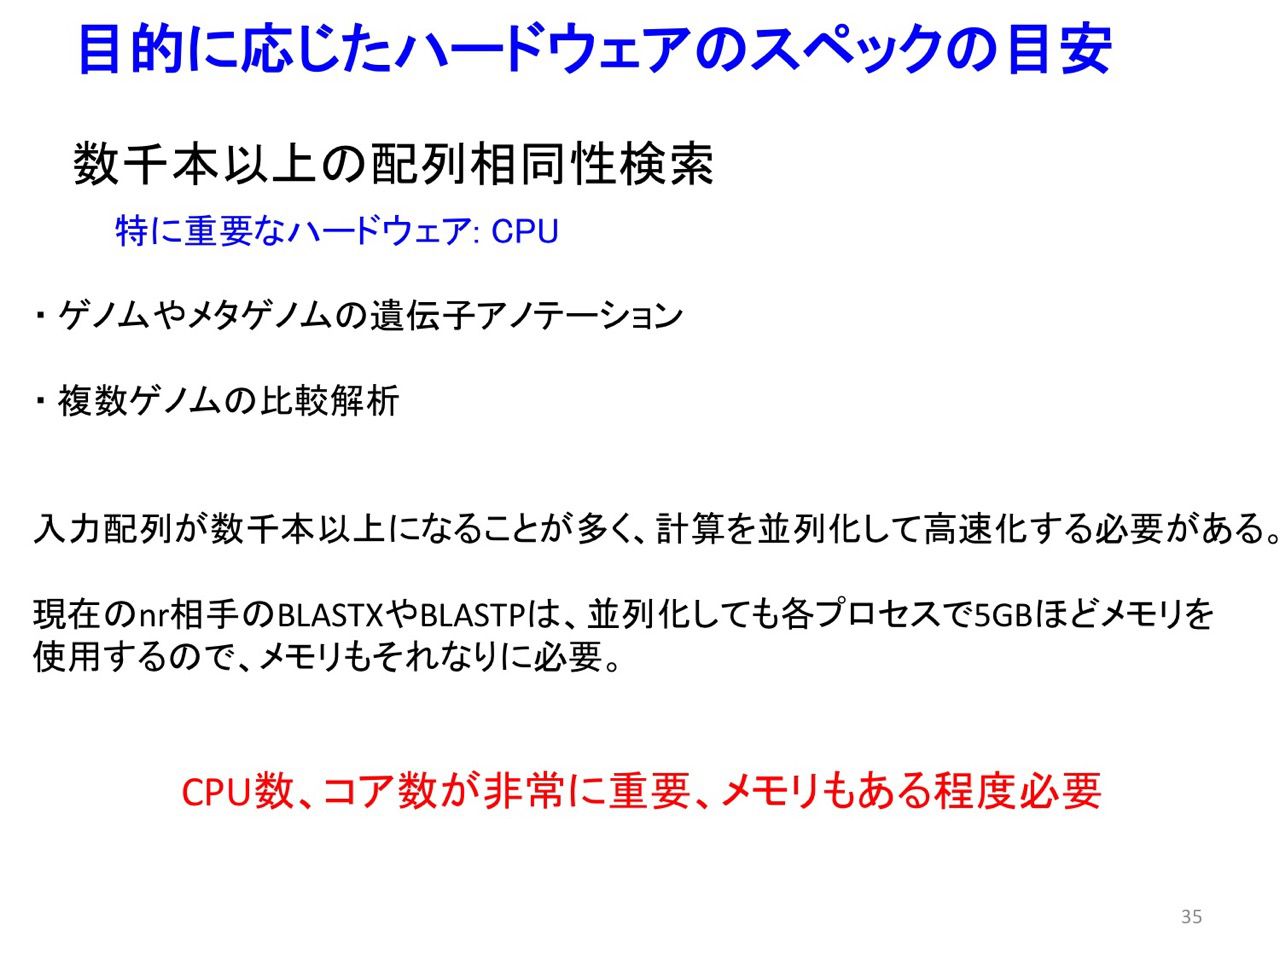 目的に応じたハードウェアのスペックの目安
数千本以上の配列相同性検索
特に重要なハードウェア: CPU
・ゲノムやメタゲノムの遺伝子アノテーション
・複数ゲノムの比較解析
入力配列が数千本以上になることが多く、計算を並列化して高速化する必要がある。
現在のnr相手のBLASTXやBLASTPは、並列化しても各プロセスで5GBほどメモリを
使用するので、メモリもそれなりに必要。
CPU数、コア数が非常に重要、メモリもある程度必要
35